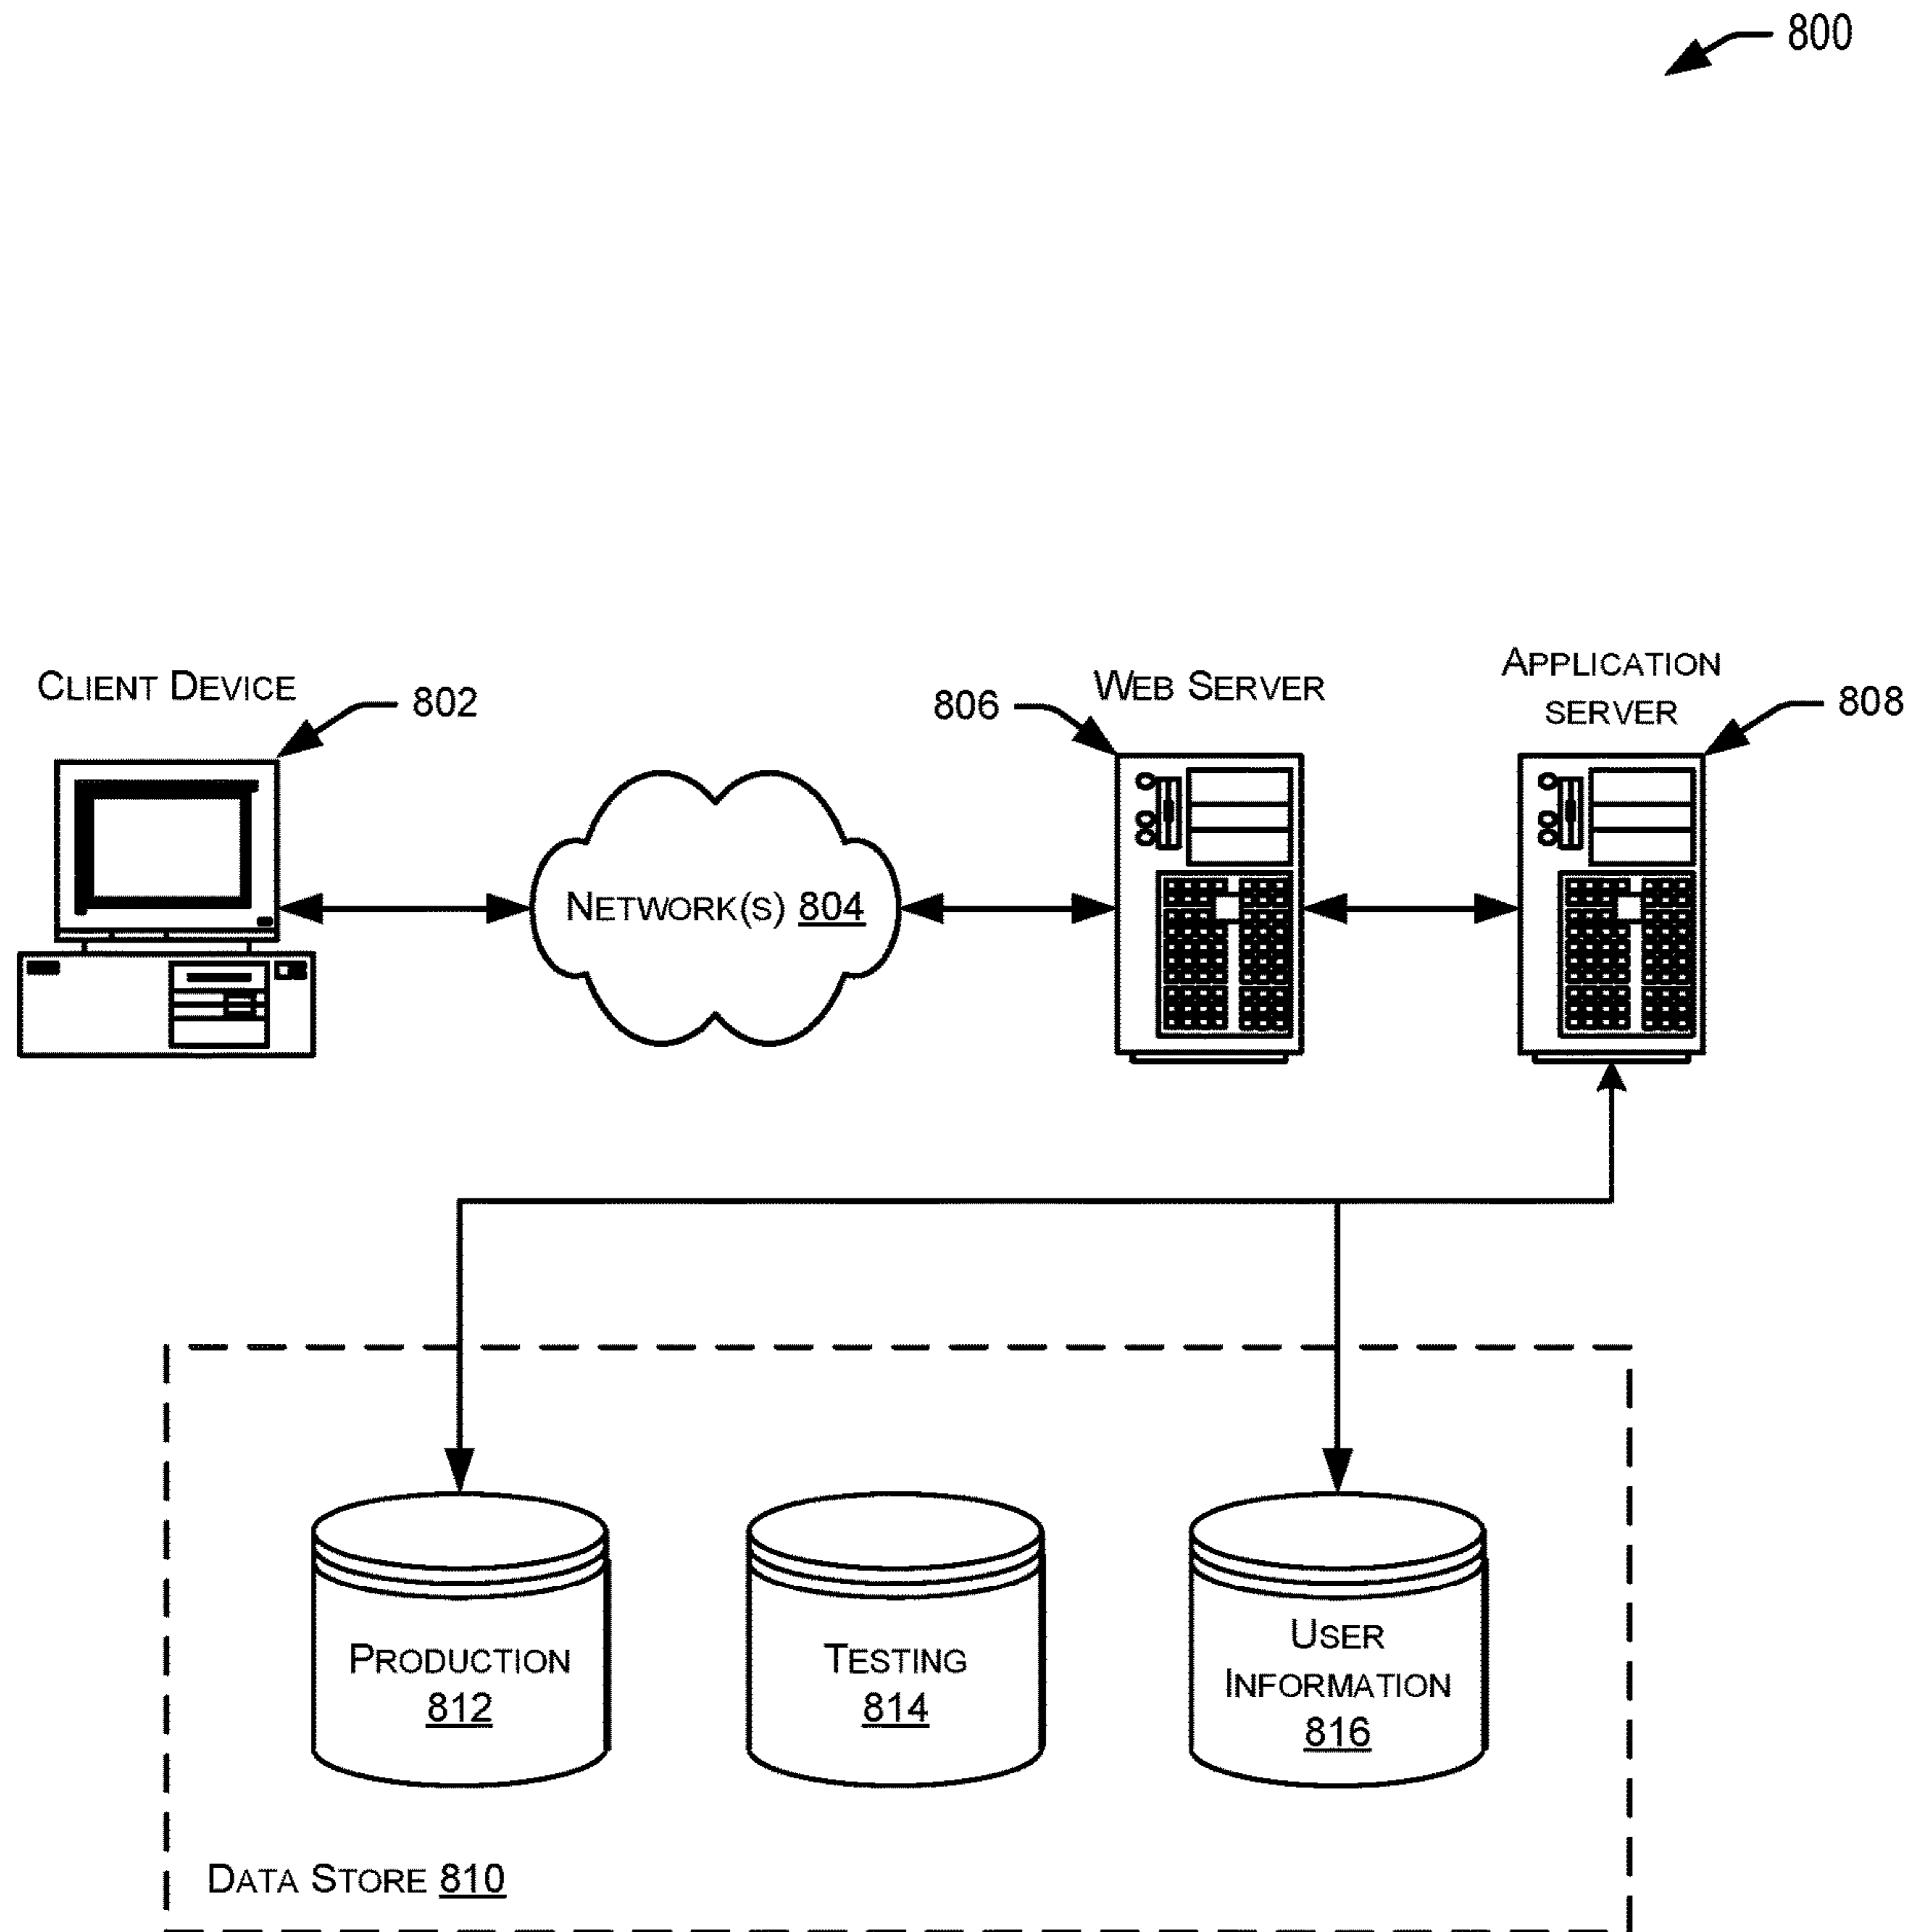 800
CLIENT DEVICE
802
NETWORK(S) 804
806
WEB SERVER
APPLICATION
SERVER
808
PRODUCTION
812
TESTING
814
USER
INFORMATION
816
DATA STORE 810